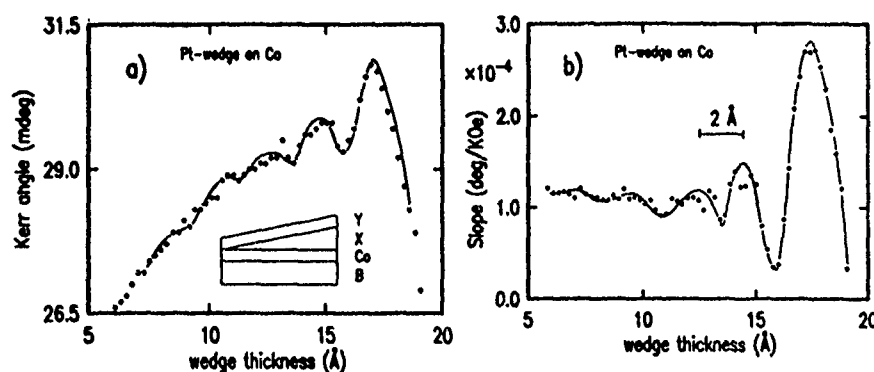 31.5
29.0
26.5
Kerr angle (mdeg)
a)
Pt-wedge on Co
Y
X
Co
B
5
10
15
20
wedge thickness (Å)
3.0
×10⁻⁴
2.0
1.0
0.0
Slope (deg/KOe)
b)
Pt-wedge on Co
2 Å
5
10
15
20
wedge thickness (Å)